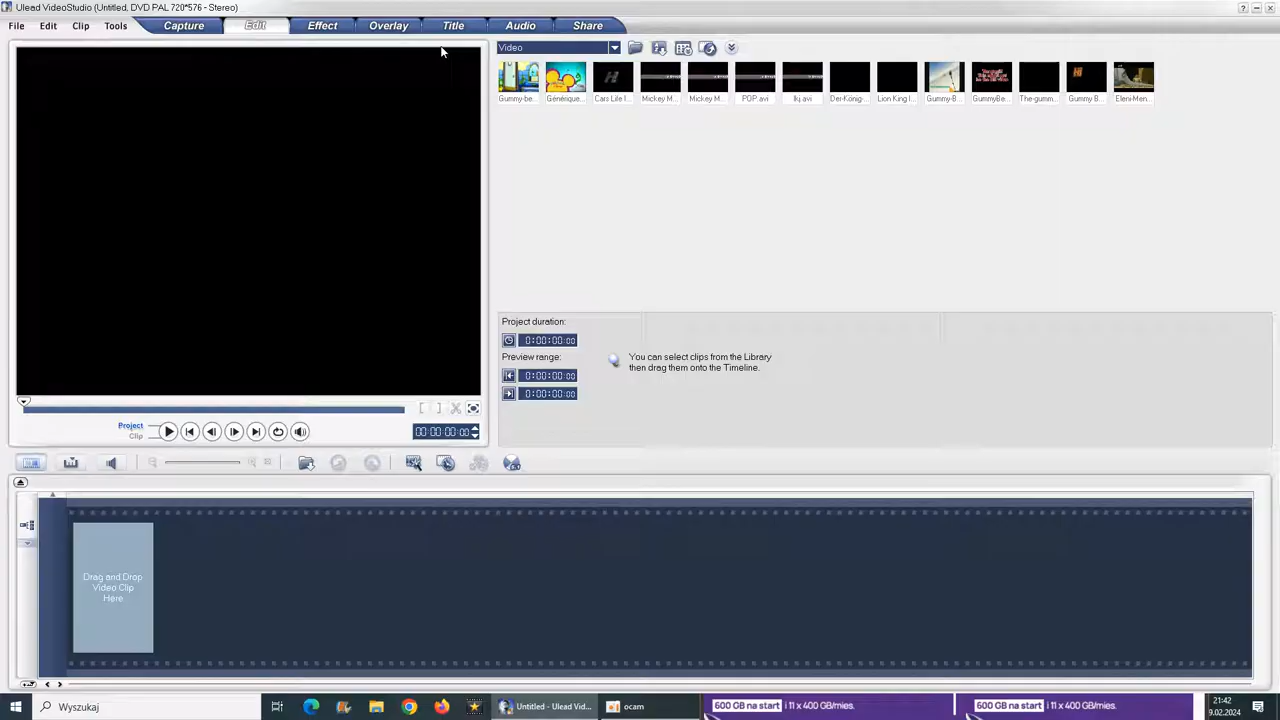 Ulead VideoStudio (Untitled, DVD PAL 720*576 - Stereo)
File Edit Clip Tools Capture Edit Effect Overlay Title Audio Share
Video
Gummy-be... Générique... Cars Life I... Mickey M... Mickey M... POP.avi lkj.avi Der-König-... Lion King I... Gummy-B... GummyBe... The-gumm... Gummy B... Eleni-Men...
Project duration:
0:00:00:00
Preview range:
0:00:00:00
0:00:00:00
You can select clips from the Library
then drag them onto the Timeline.
Project
Clip
00:00:00:00
Drag and Drop
Video Clip
Here
Wyszukaj
Untitled - Ulead Vid...
ocam
600 GB na start i 11 x 400 GB/mies.
600 GB na start i 11 x 400 GB/mies.
21:42
9.02.2024